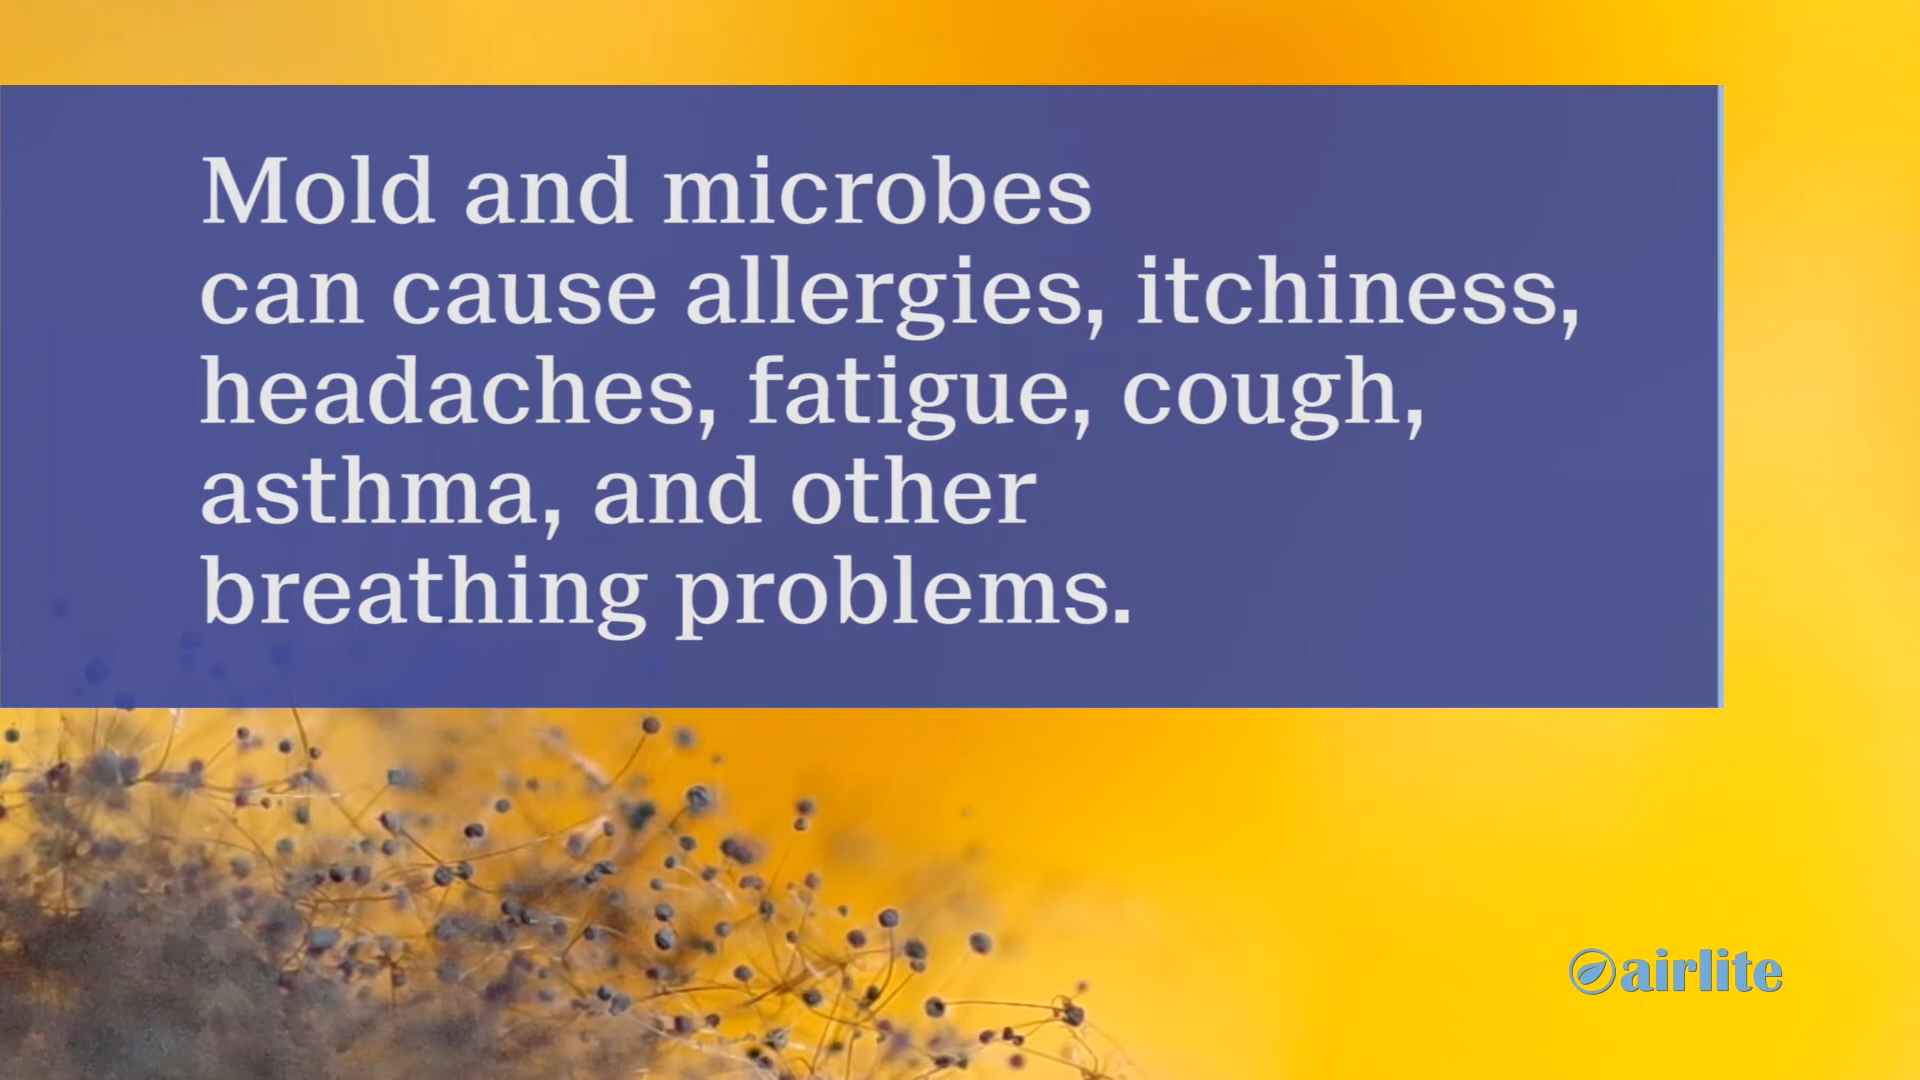 Mold and microbes
can cause allergies, itchiness,
headaches, fatigue, cough,
asthma, and other
breathing problems.
airlite